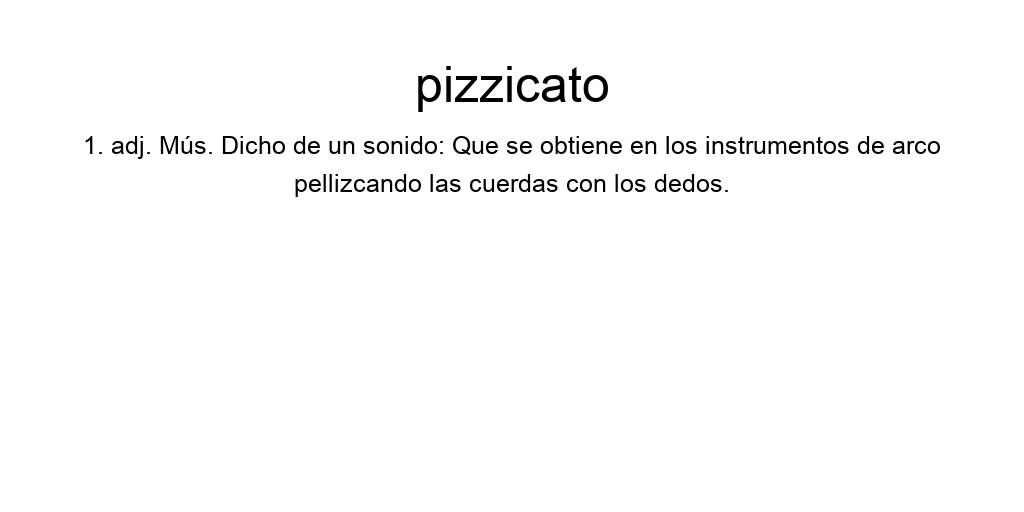 pizzicato
1. adj. Mús. Dicho de un sonido: Que se obtiene en los instrumentos de arco
pellizcando las cuerdas con los dedos.